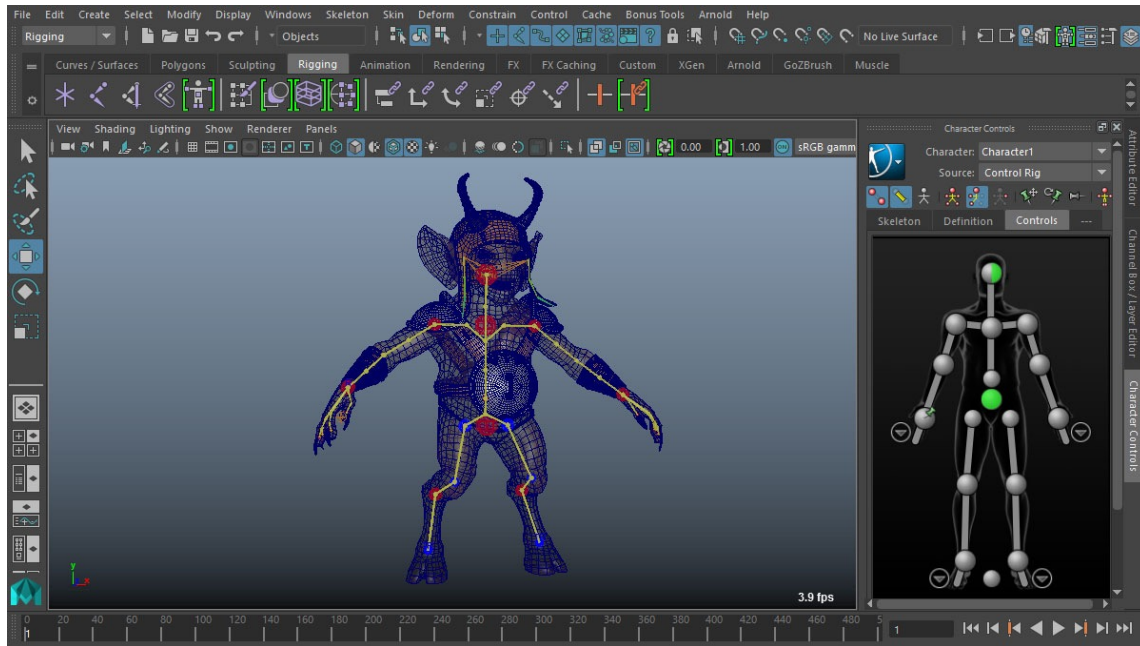 File Edit Create Select Modify Display Windows Skeleton Skin Deform Constrain Control Cache Bonus Tools Arnold Help
Rigging Objects No Live Surface
Curves / Surfaces Polygons Sculpting Rigging Animation Rendering FX FX Caching Custom XGen Arnold GoZBrush Muscle
View Shading Lighting Show Renderer Panels
0.00 1.00 ON sRGB gamm
Character Controls
Character: Character1
Source: Control Rig
Skeleton Definition Controls ---
Attribute Editor
Channel Box / Layer Editor
Character Controls
y
x
3.9 fps
0 20 40 60 80 100 120 140 160 180 200 220 240 260 280 300 320 340 360 380 400 420 440 460 480 5
1 1